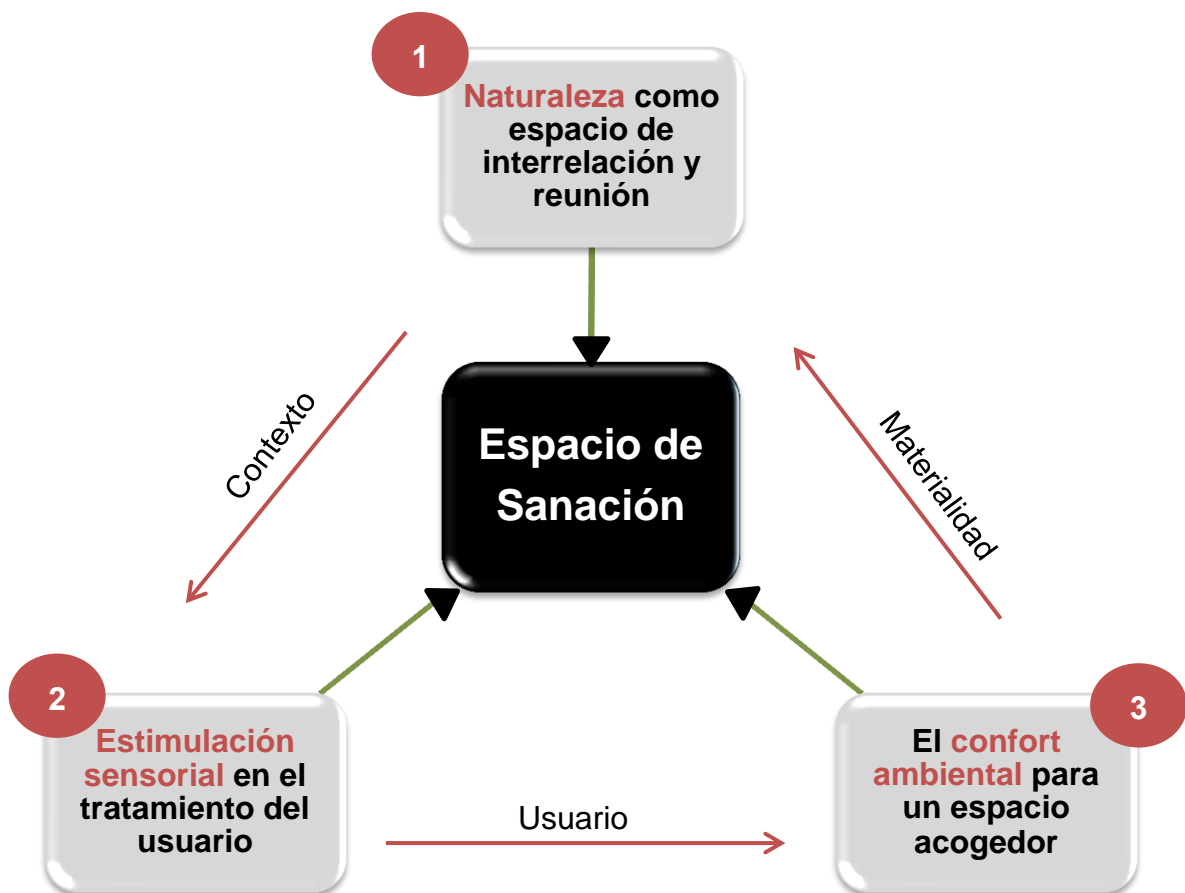 1
Naturaleza como
espacio de
interrelación y
reunión
Contexto
Materialidad
Espacio de
Sanación
2
Estimulación
sensorial en el
tratamiento del
usuario
Usuario
3
El confort
ambiental para
un espacio
acogedor